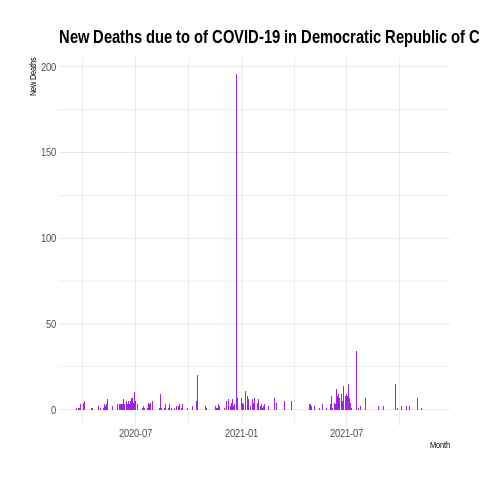 New Deaths due to of COVID-19 in Democratic Republic of C
New Deaths
200
150
100
50
0
2020-07
2021-01
2021-07
Month